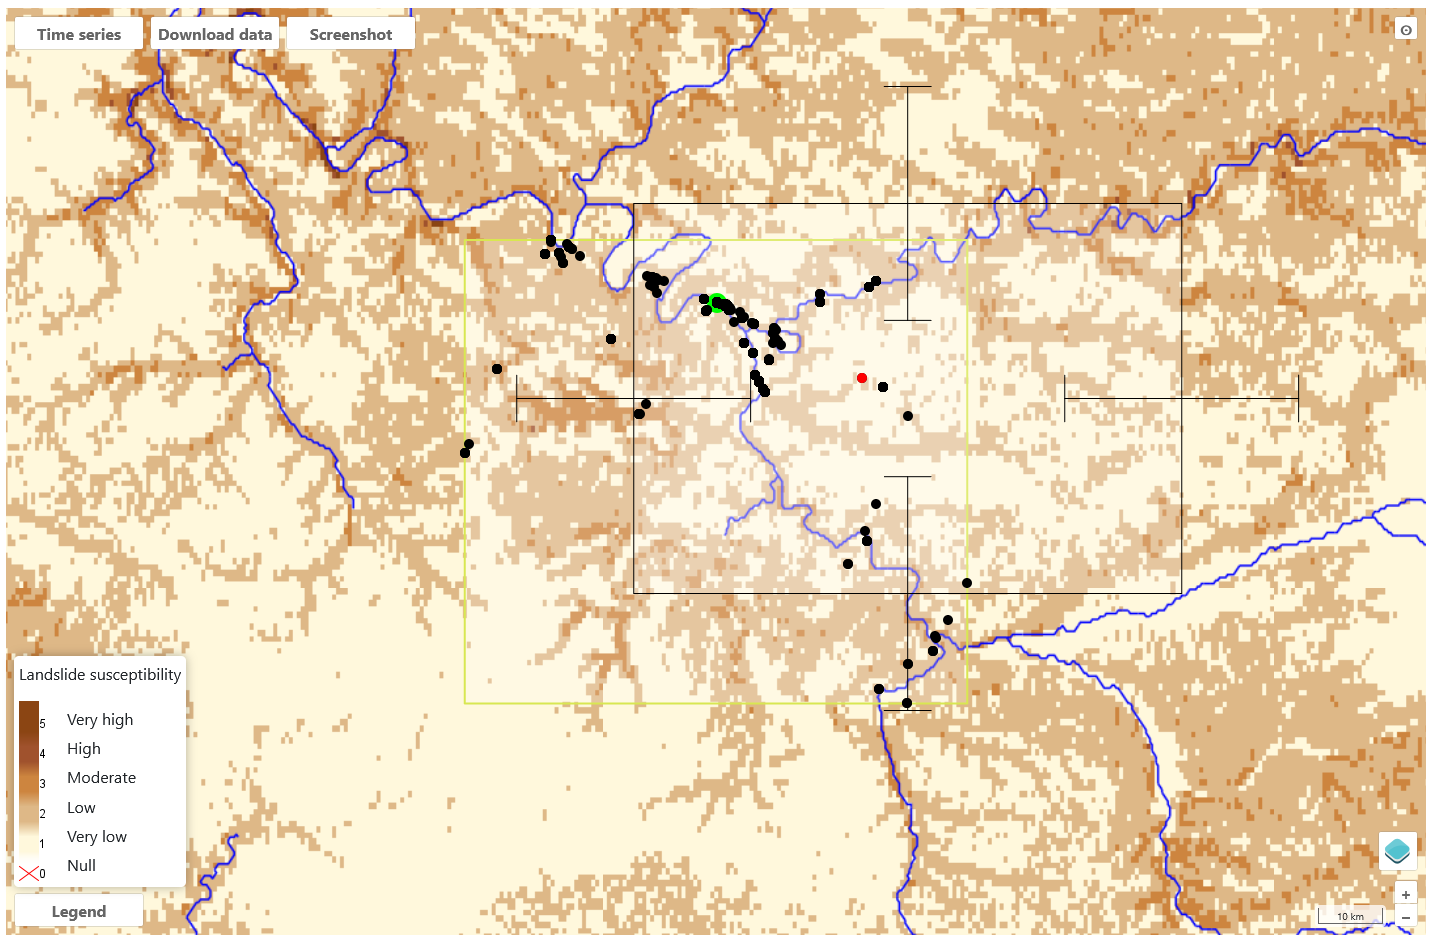 Time series
Download data
Screenshot
Landslide susceptibility
5 Very high
4 High
3 Moderate
2 Low
1 Very low
0 Null
Legend
+
10 km
−